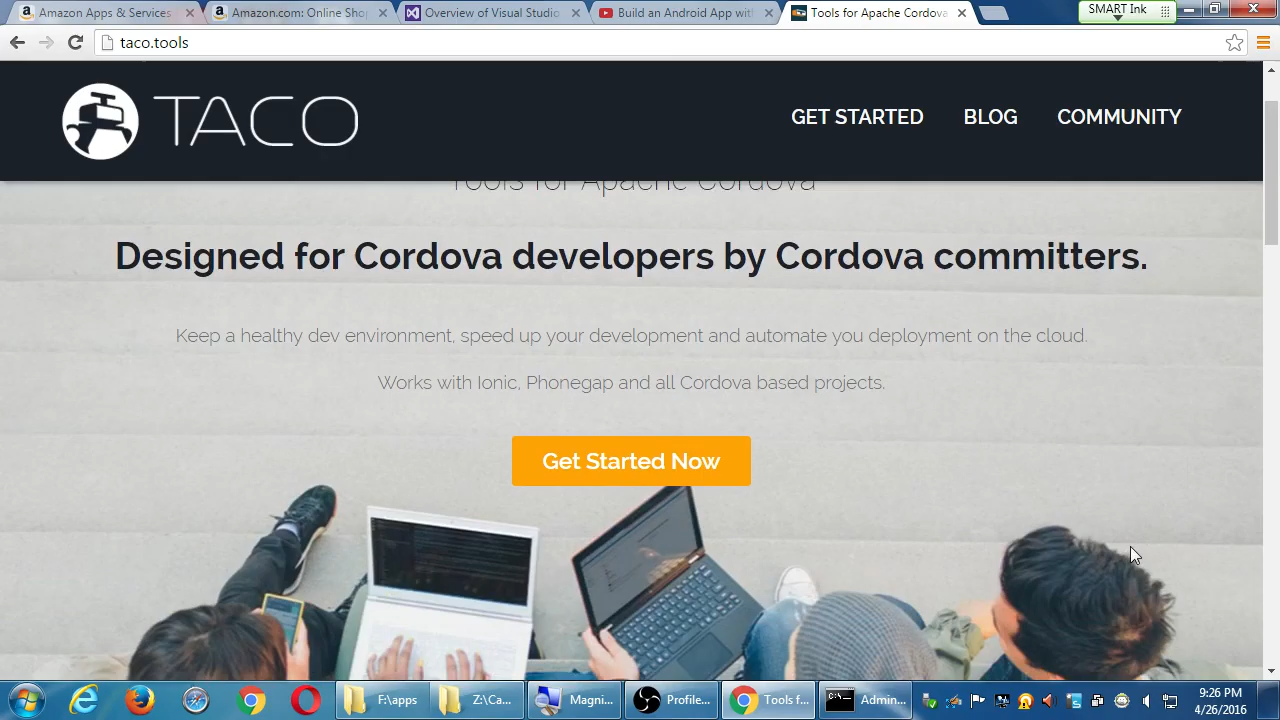 Amazon Apps & Services
Amazon.com: Online Shop
Overview of Visual Studio
Build an Android App with
Tools for Apache Cordova
SMART Ink
taco.tools
TACO
GET STARTED
BLOG
COMMUNITY
Tools for Apache Cordova
Designed for Cordova developers by Cordova committers.
Keep a healthy dev environment, speed up your development and automate you deployment on the cloud.
Works with Ionic, Phonegap and all Cordova based projects.
Get Started Now
F:\apps
Z:\Ca...
Magni...
Profile...
Tools f...
Admin...
9:26 PM
4/26/2016